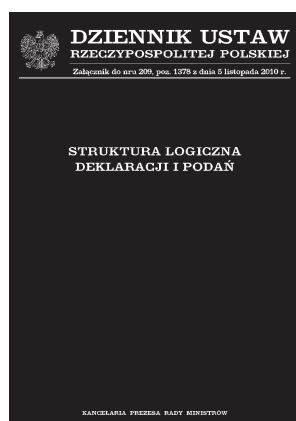 DZIENNIK USTAW
RZECZYPOSPOLITEJ POLSKIEJ
Załącznik do nru 209, poz. 1378 z dnia 5 listopada 2010 r.
STRUKTURA LOGICZNA
DEKLARACJI I PODAŃ
KANCELARIA PREZESA RADY MINISTRÓW